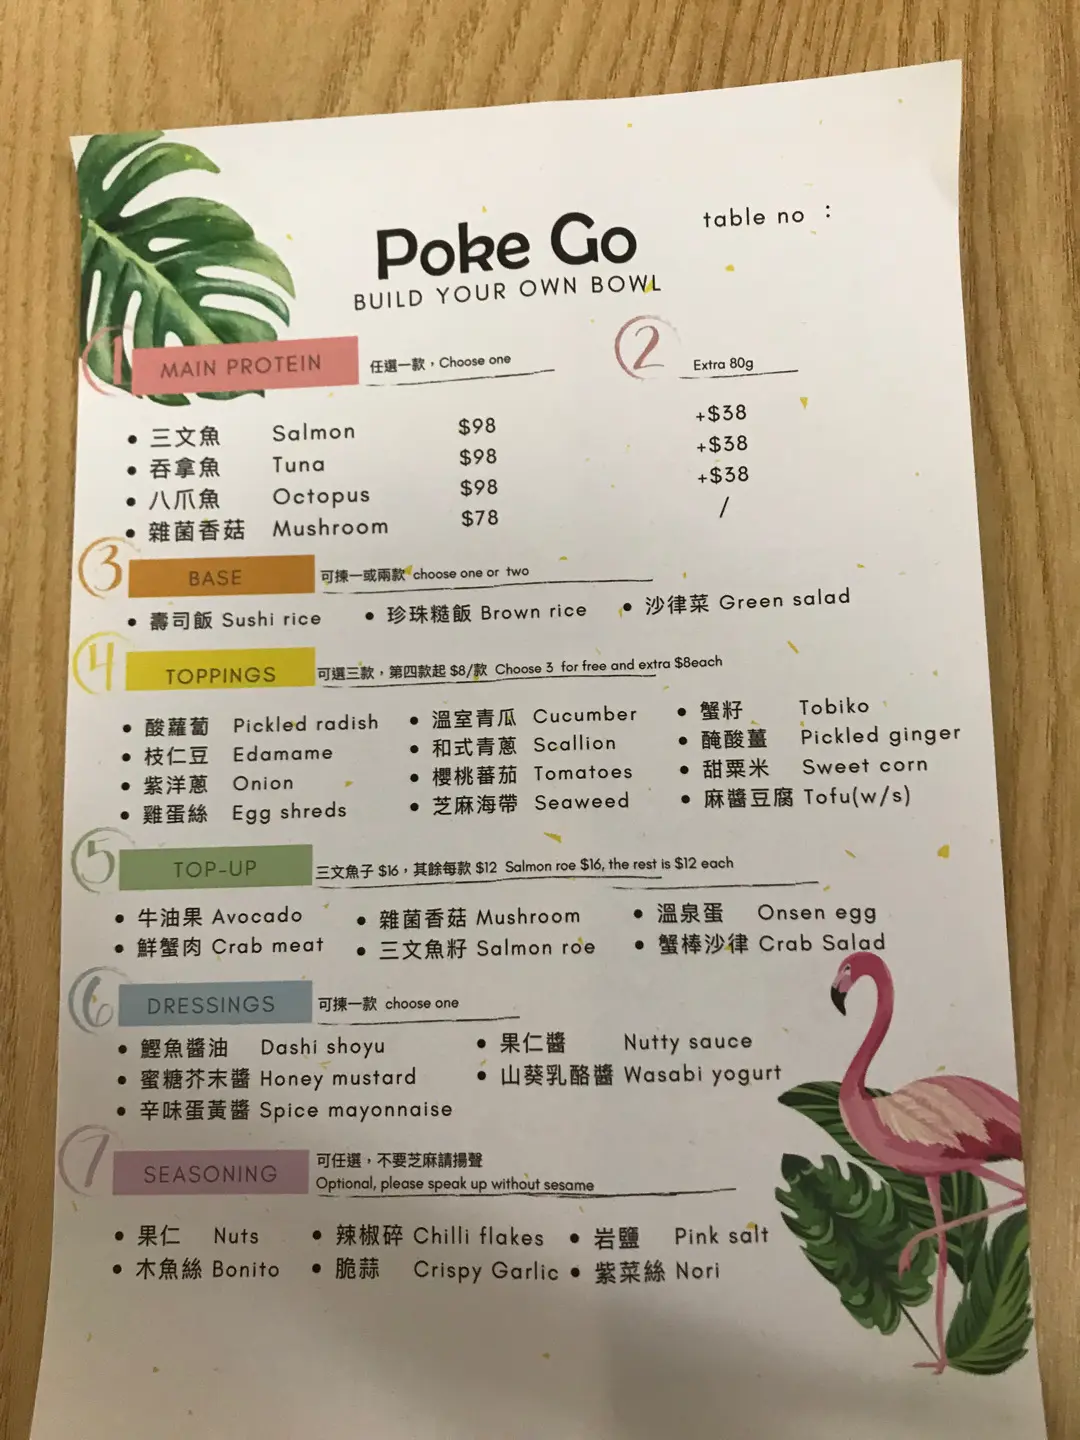 table no :
Poke Go
BUILD YOUR OWN BOWL
1 MAIN PROTEIN 任選一款，Choose one 2 Extra 80g
• 三文魚 Salmon $98 +$38
• 吞拿魚 Tuna $98 +$38
• 八爪魚 Octopus $98 +$38
• 雜菌香菇 Mushroom $78 /
3 BASE 可揀一或兩款 choose one or two
• 壽司飯 Sushi rice • 珍珠糙飯 Brown rice • 沙律菜 Green salad
4 TOPPINGS 可選三款，第四款起 $8/款 Choose 3 for free and extra $8each
• 酸蘿蔔 Pickled radish • 溫室青瓜 Cucumber • 蟹籽 Tobiko
• 枝仁豆 Edamame • 和式青蔥 Scallion • 醃酸薑 Pickled ginger
• 紫洋蔥 Onion • 櫻桃蕃茄 Tomatoes • 甜粟米 Sweet corn
• 雞蛋絲 Egg shreds • 芝麻海帶 Seaweed • 麻醬豆腐 Tofu(w/s)
5 TOP-UP 三文魚子 $16，其餘每款 $12 Salmon roe $16, the rest is $12 each
• 牛油果 Avocado • 雜菌香菇 Mushroom • 溫泉蛋 Onsen egg
• 鮮蟹肉 Crab meat • 三文魚籽 Salmon roe • 蟹棒沙律 Crab Salad
6 DRESSINGS 可揀一款 choose one
• 鰹魚醬油 Dashi shoyu • 果仁醬 Nutty sauce
• 蜜糖芥末醬 Honey mustard • 山葵乳酪醬 Wasabi yogurt
• 辛味蛋黃醬 Spice mayonnaise
7 SEASONING 可任選，不要芝麻請揚聲
Optional, please speak up without sesame
• 果仁 Nuts • 辣椒碎 Chilli flakes • 岩鹽 Pink salt
• 木魚絲 Bonito • 脆蒜 Crispy Garlic • 紫菜絲 Nori